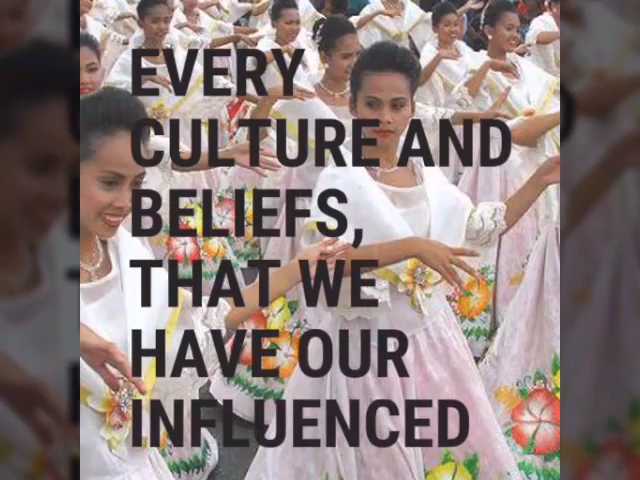 EVERY
CULTURE AND
BELIEFS,
THAT WE
HAVE OUR
INFLUENCED